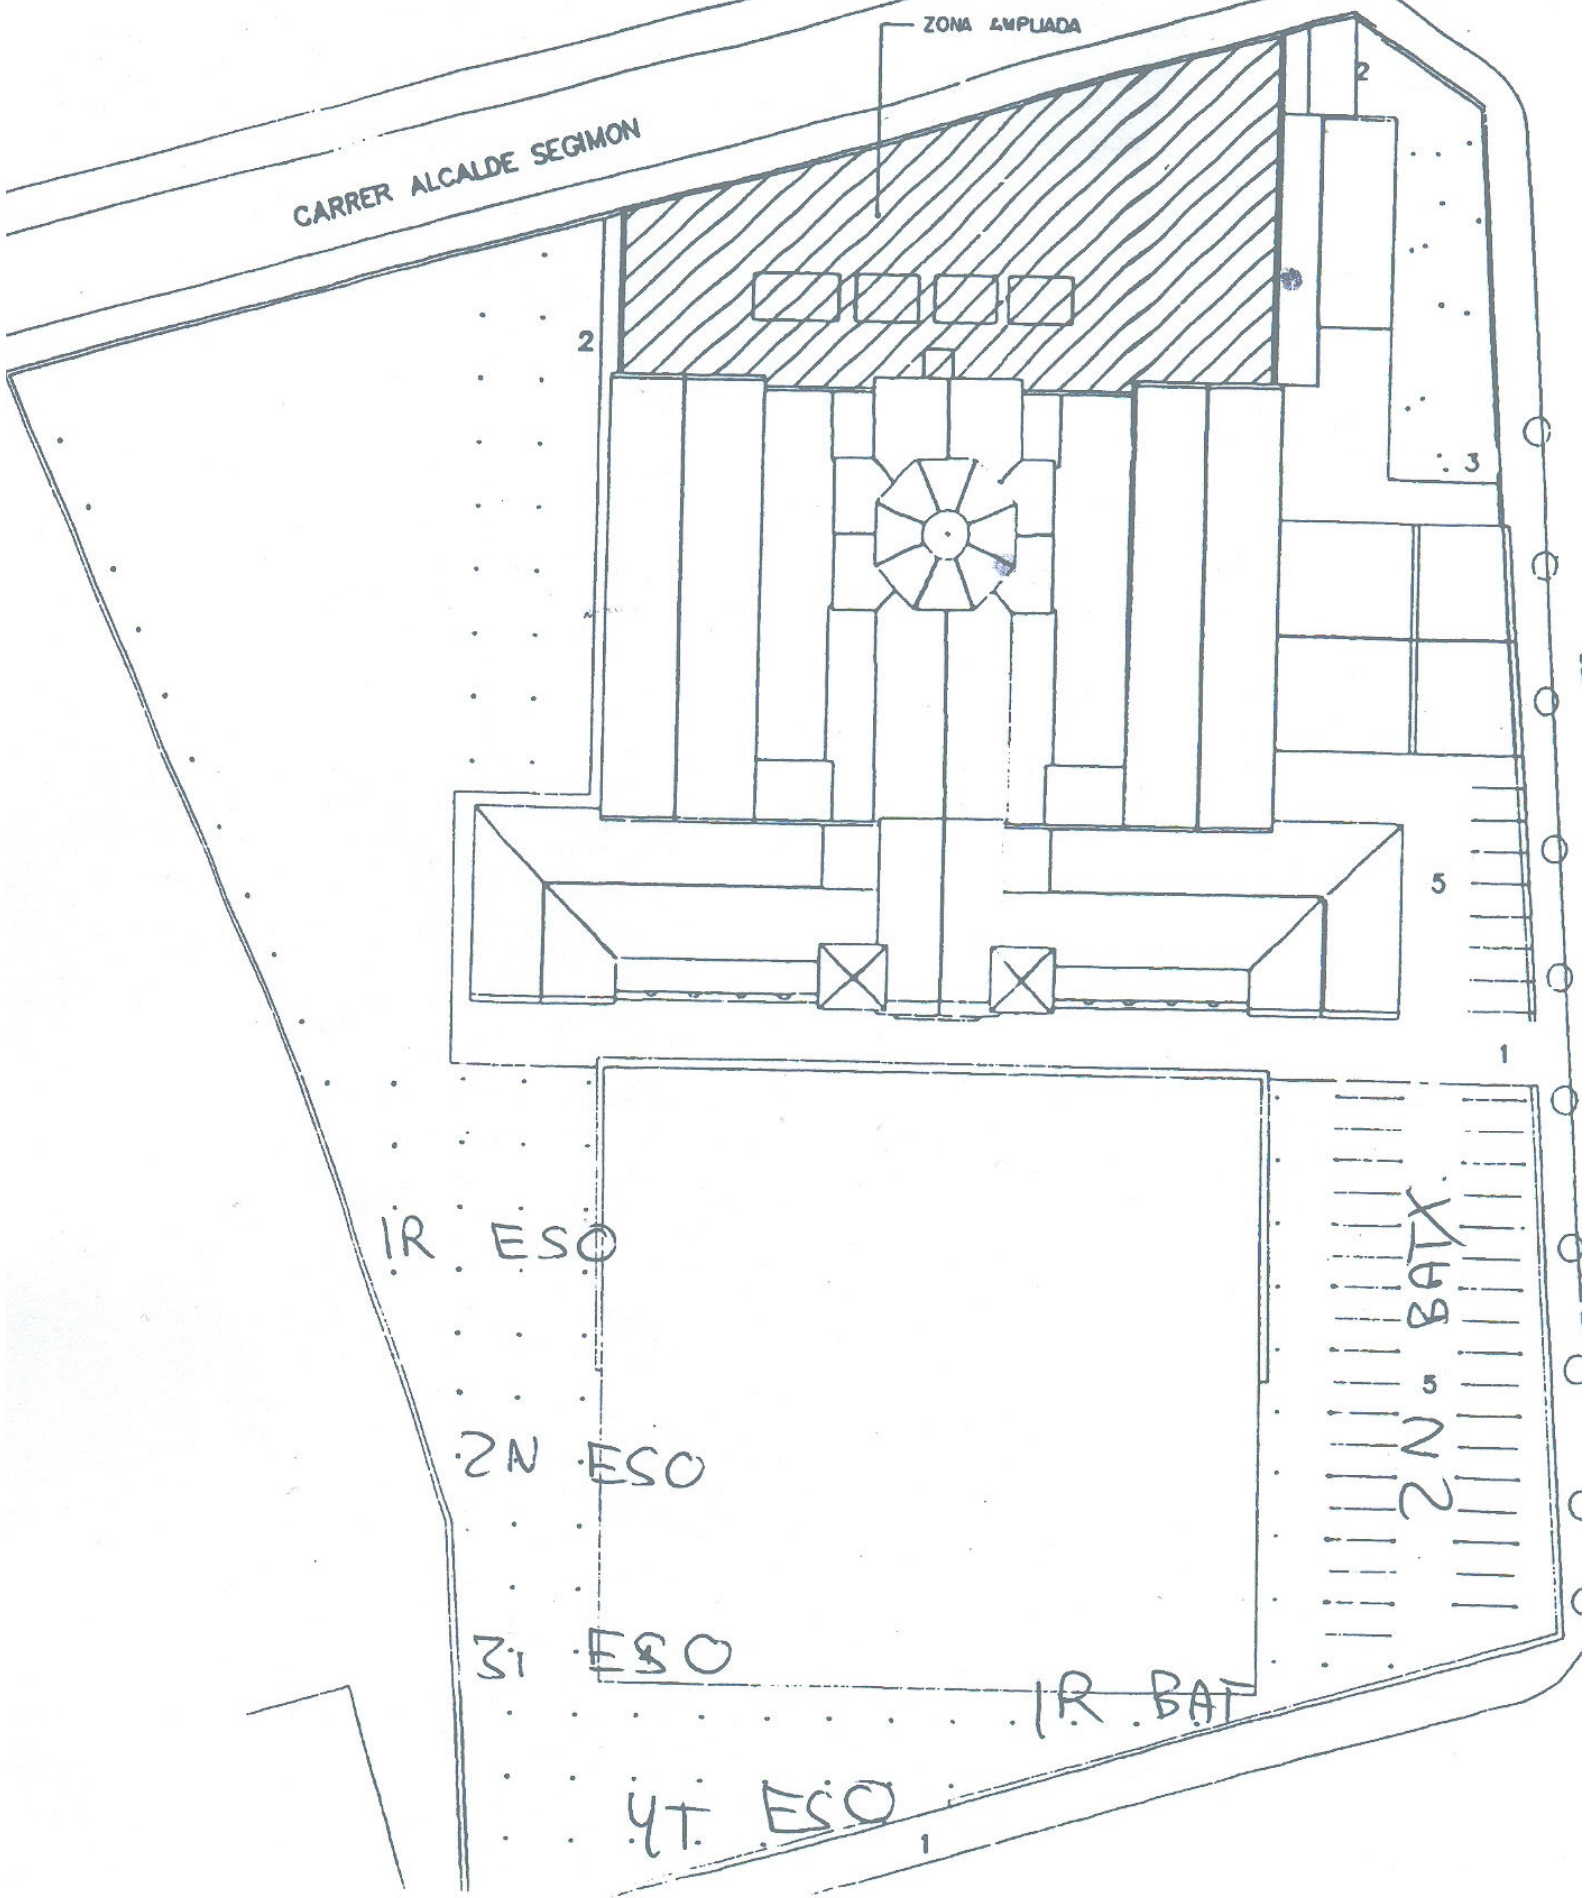 ZONA AMPLIADA
CARRER ALCALDE SEGIMON
2
2
3
5
1
1R ESO
2N BATX.
5
2N ESO
3r ESO
1R BAT
4T ESO
1